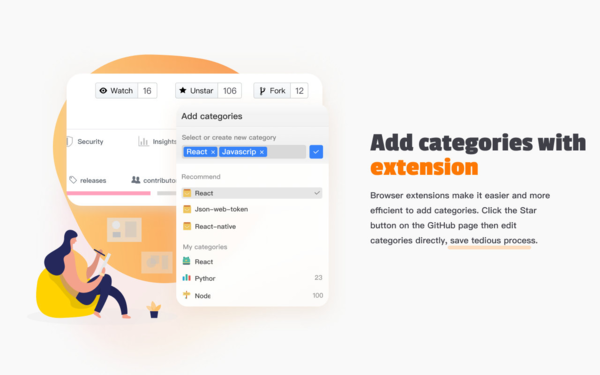 Watch 16 Unstar 106 Fork 12
Add categories
Security Insights
Select or create new category
React × Javascrip ×
Recommend
releases contributo
React
Json-web-token
React-native
My categories
React
Pythor 23
Node 100
Add categories with
extension
Browser extensions make it easier and more
efficient to add categories. Click the Star
button on the GitHub page then edit
categories directly, save tedious process.